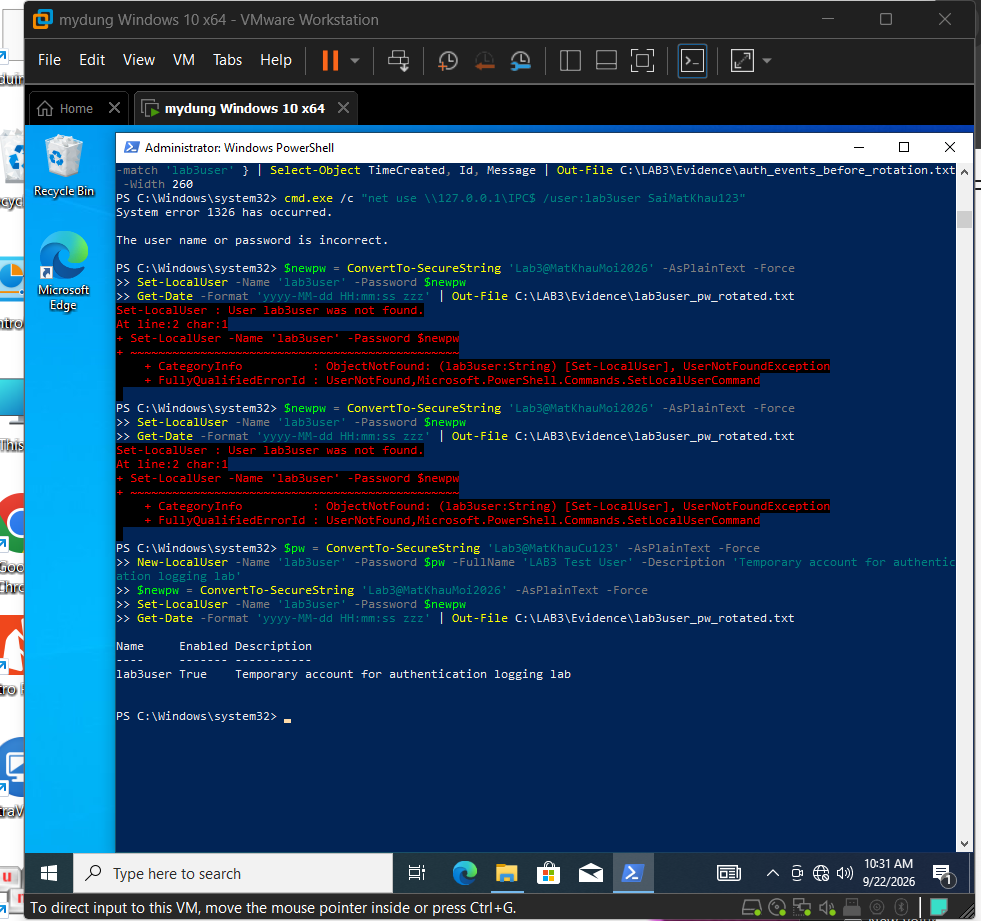 mydung Windows 10 x64 - VMware Workstation
File Edit View VM Tabs Help
Home
mydung Windows 10 x64
Administrator: Windows PowerShell
Recycle Bin
Microsoft
Edge
-match 'lab3user' } | Select-Object TimeCreated, Id, Message | Out-File C:\LAB3\Evidence\auth_events_before_rotation.txt
-Width 260
PS C:\Windows\system32> cmd.exe /c "net use \\127.0.0.1\IPC$ /user:lab3user SaiMatKhau123"
System error 1326 has occurred.
The user name or password is incorrect.
PS C:\Windows\system32> $newpw = ConvertTo-SecureString 'Lab3@MatKhauMoi2026' -AsPlainText -Force
>> Set-LocalUser -Name 'lab3user' -Password $newpw
>> Get-Date -Format 'yyyy-MM-dd HH:mm:ss zzz' | Out-File C:\LAB3\Evidence\lab3user_pw_rotated.txt
Set-LocalUser : User lab3user was not found.
At line:2 char:1
+ Set-LocalUser -Name 'lab3user' -Password $newpw
+ ~~~~~~~~~~~~~~~~~~~~~~~~~~~~~~~~~~~~~~~~~~~~~~~
+ CategoryInfo : ObjectNotFound: (lab3user:String) [Set-LocalUser], UserNotFoundException
+ FullyQualifiedErrorId : UserNotFound,Microsoft.PowerShell.Commands.SetLocalUserCommand
PS C:\Windows\system32> $newpw = ConvertTo-SecureString 'Lab3@MatKhauMoi2026' -AsPlainText -Force
>> Set-LocalUser -Name 'lab3user' -Password $newpw
>> Get-Date -Format 'yyyy-MM-dd HH:mm:ss zzz' | Out-File C:\LAB3\Evidence\lab3user_pw_rotated.txt
Set-LocalUser : User lab3user was not found.
At line:2 char:1
+ Set-LocalUser -Name 'lab3user' -Password $newpw
+ ~~~~~~~~~~~~~~~~~~~~~~~~~~~~~~~~~~~~~~~~~~~~~~~
+ CategoryInfo : ObjectNotFound: (lab3user:String) [Set-LocalUser], UserNotFoundException
+ FullyQualifiedErrorId : UserNotFound,Microsoft.PowerShell.Commands.SetLocalUserCommand
PS C:\Windows\system32> $pw = ConvertTo-SecureString 'Lab3@MatKhauCu123' -AsPlainText -Force
>> New-LocalUser -Name 'lab3user' -Password $pw -FullName 'LAB3 Test User' -Description 'Temporary account for authentic
ation logging lab'
>> $newpw = ConvertTo-SecureString 'Lab3@MatKhauMoi2026' -AsPlainText -Force
>> Set-LocalUser -Name 'lab3user' -Password $newpw
>> Get-Date -Format 'yyyy-MM-dd HH:mm:ss zzz' | Out-File C:\LAB3\Evidence\lab3user_pw_rotated.txt
Name Enabled Description
---- ------- -----------
lab3user True Temporary account for authentication logging lab
PS C:\Windows\system32>
Type here to search
10:31 AM
9/22/2026
1
To direct input to this VM, move the mouse pointer inside or press Ctrl+G.